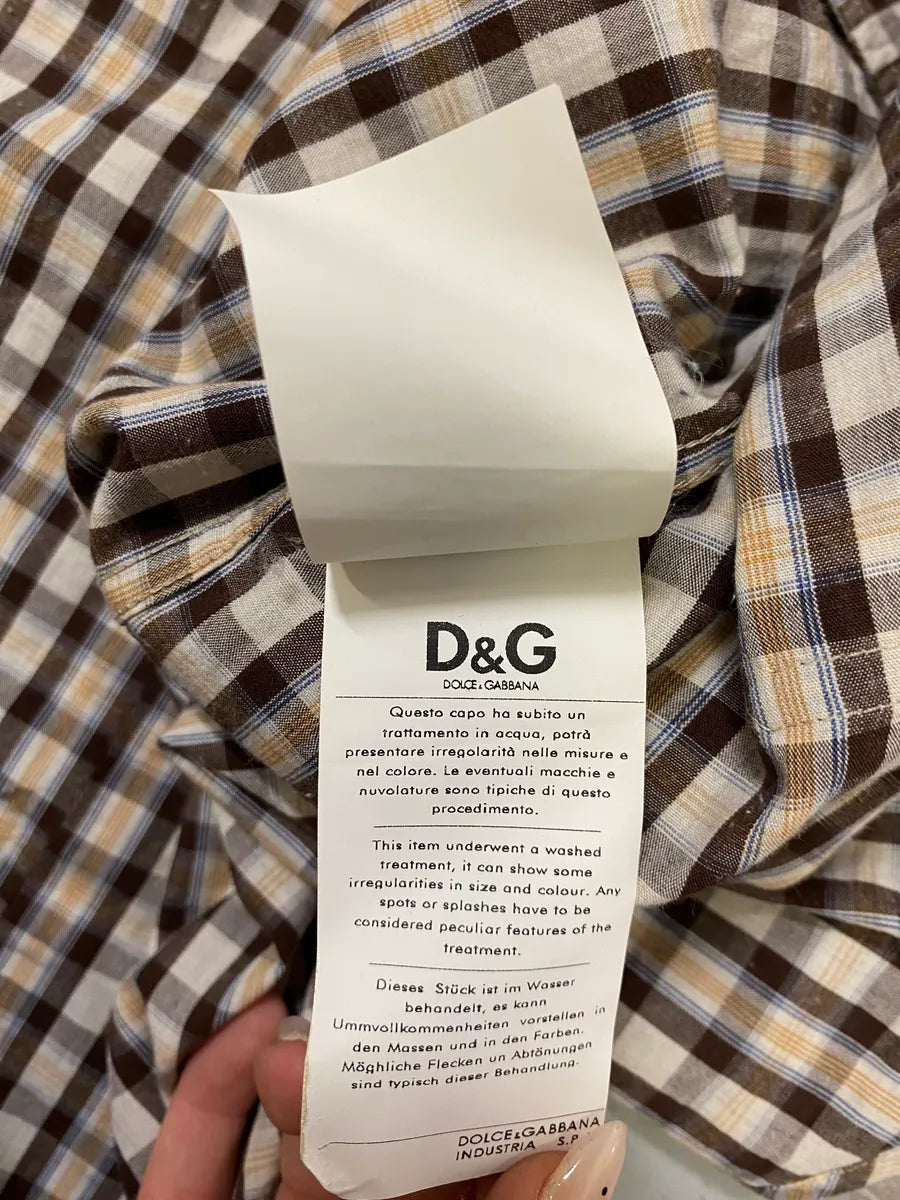 D&G
DOLCE & GABBANA
Questo capo ha subito un
trattamento in acqua, potrà
presentare irregolarità nelle misure e
nel colore. Le eventuali macchie e
nuvolature sono tipiche di questo
procedimento.
This item underwent a washed
treatment, it can show some
irregularities in size and colour. Any
spots or splashes have to be
considered peculiar features of the
treatment.
Dieses Stück ist im Wasser
behandelt, es kann
Ummvollkommenheiten vorstellen in
den Massen und in den Farben.
Möghliche Flecken un Abtönungen
sind typisch dieser Behandlung.
DOLCE & GABBANA
INDUSTRIA S.P